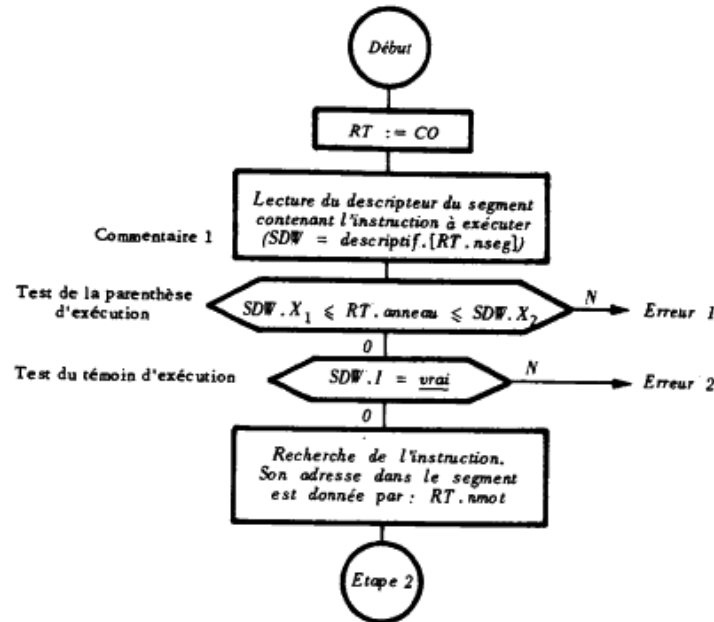 Début
RT := CO
Lecture du descripteur du segment
contenant l'instruction à exécuter
(SDW = descriptif.[RT.nseg])
Commentaire 1
Test de la parenthèse
d'exécution
SDW.X₁ ⩽ RT.anneau ⩽ SDW.X₂
N
Erreur 1
O
Test du témoin d'exécution
SDW.I = vrai
N
Erreur 2
O
Recherche de l'instruction.
Son adresse dans le segment
est donnée par : RT.nmot
Etape 2